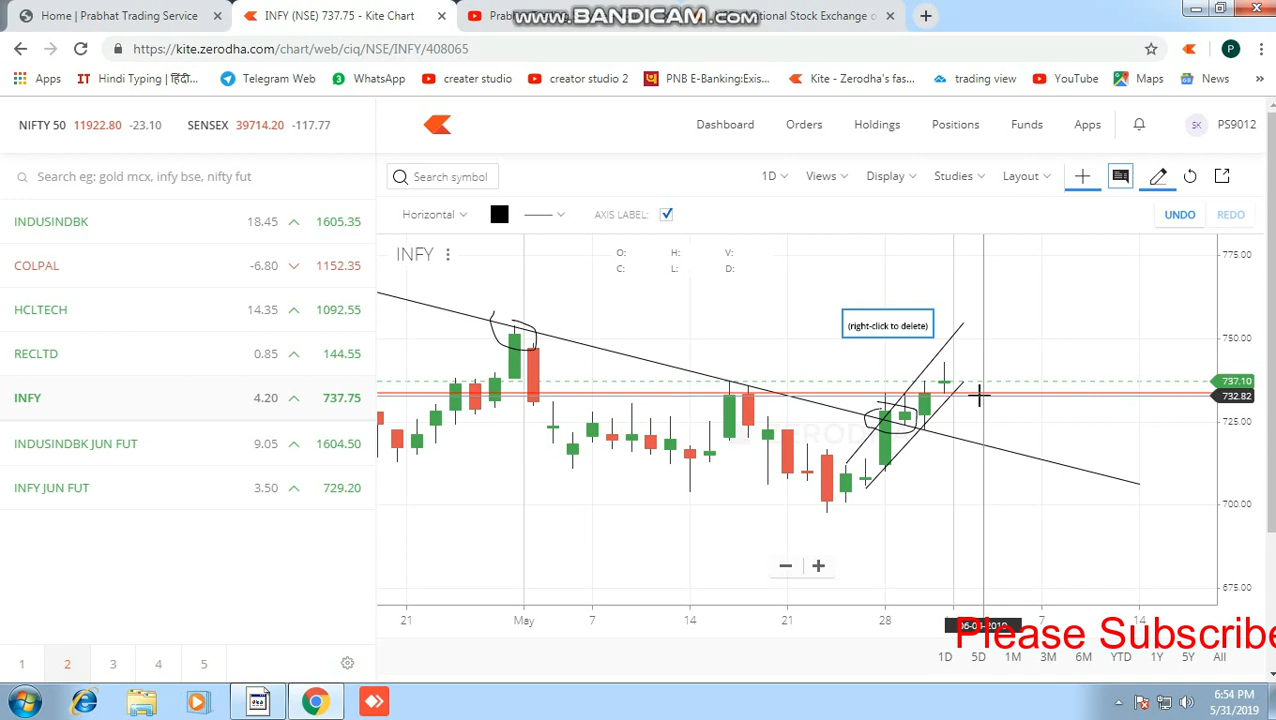 Home | Prabhat Trading Service
INFY (NSE) 737.75 - Kite Chart
www.BANDICAM.com
Stock Exchange of
https://kite.zerodha.com/chart/web/ciq/NSE/INFY/408065
P
Apps
Hindi Typing | हिंदी...
Telegram Web
WhatsApp
creater studio
creator studio 2
PNB E-Banking:Exis...
Kite - Zerodha's fas...
trading view
YouTube
Maps
News
»
NIFTY 50 11922.80 -23.10
SENSEX 39714.20 -117.77
Dashboard
Orders
Holdings
Positions
Funds
Apps
SK
PS9012
Search eg: gold mcx, infy bse, nifty fut
Search symbol
1D
Views
Display
Studies
Layout
INDUSINDBK 18.45 1605.35
COLPAL -6.80 1152.35
HCLTECH 14.35 1092.55
RECLTD 0.85 144.55
INFY 4.20 737.75
INDUSINDBK JUN FUT 9.05 1604.50
INFY JUN FUT 3.50 729.20
Horizontal
AXIS LABEL:
UNDO
REDO
INFY
O: H: V:
C: L: D:
(right-click to delete)
775.00
750.00
737.10
732.82
725.00
700.00
675.00
21 May 7 14 21 28 7 14
Please Subscribe
1D 5D 1M 3M 6M YTD 1Y 5Y All
1 2 3 4 5
6:54 PM
5/31/2019